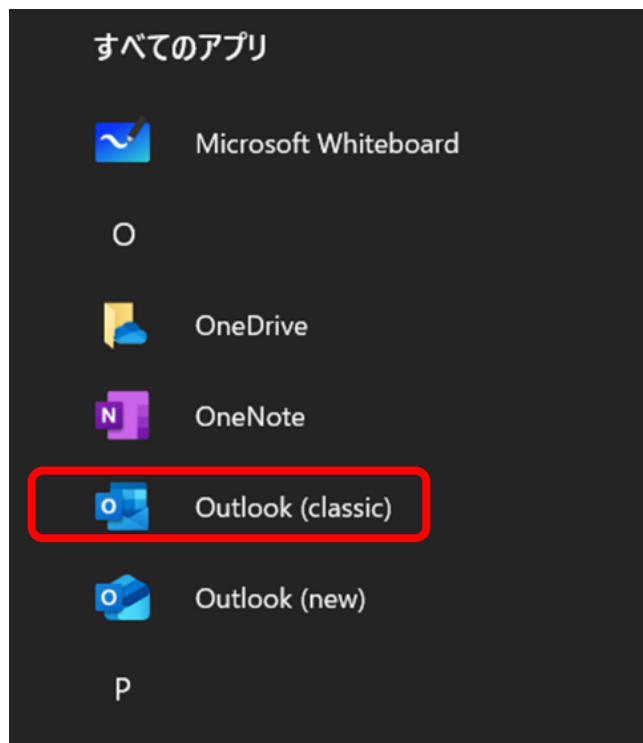 すべてのアプリ
Microsoft Whiteboard
O
OneDrive
N
OneNote
O
Outlook (classic)
O
Outlook (new)
P